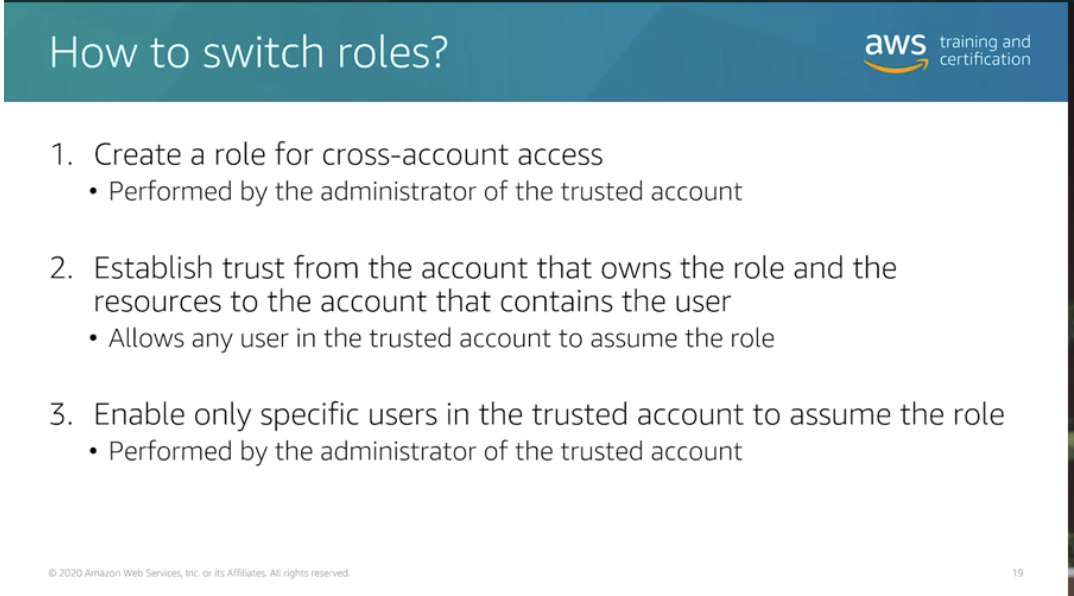 How to switch roles?
aws training and
certification
1. Create a role for cross-account access
• Performed by the administrator of the trusted account
2. Establish trust from the account that owns the role and the
resources to the account that contains the user
• Allows any user in the trusted account to assume the role
3. Enable only specific users in the trusted account to assume the role
• Performed by the administrator of the trusted account
© 2020 Amazon Web Services, Inc. or its Affiliates. All rights reserved.
19